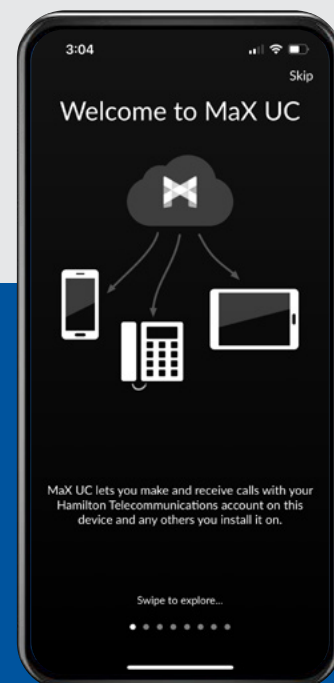 3:04
Skip
Welcome to MaX UC
MaX UC lets you make and receive calls with your
Hamilton Telecommunications account on this
device and any others you install it on.
Swipe to explore...